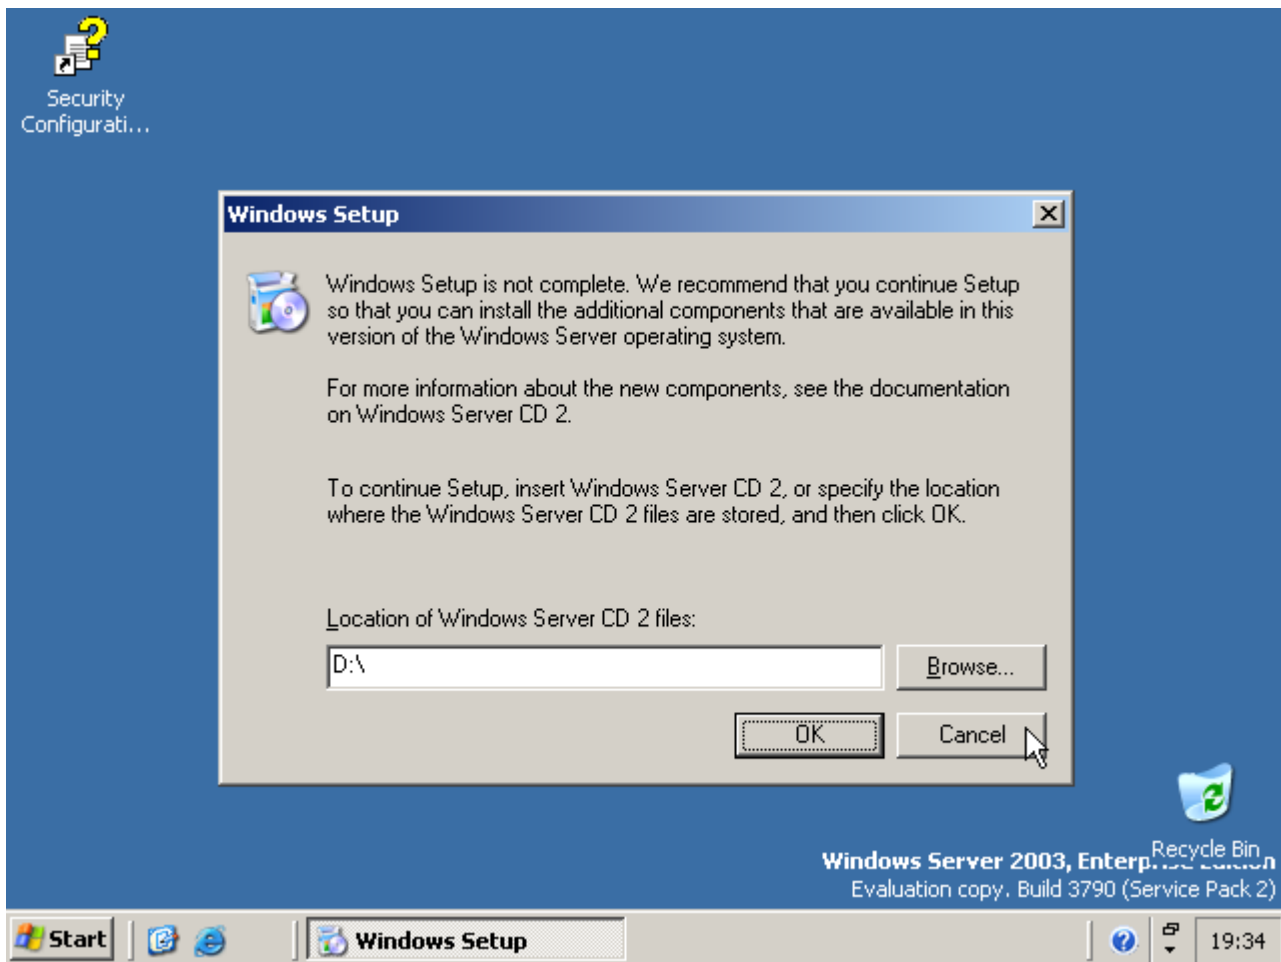 Security
Configurati...
Windows Setup
Windows Setup is not complete. We recommend that you continue Setup
so that you can install the additional components that are available in this
version of the Windows Server operating system.
For more information about the new components, see the documentation
on Windows Server CD 2.
To continue Setup, insert Windows Server CD 2, or specify the location
where the Windows Server CD 2 files are stored, and then click OK.
Location of Windows Server CD 2 files:
D:\
Browse...
OK
Cancel
Recycle Bin
Windows Server 2003, Enterprise Edition
Evaluation copy. Build 3790 (Service Pack 2)
Start
Windows Setup
19:34